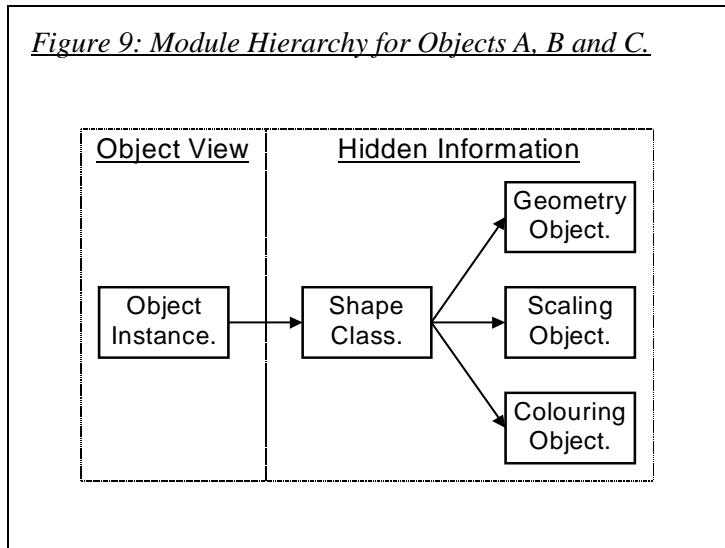 Figure 9: Module Hierarchy for Objects A, B and C.
Object View
Hidden Information
Geometry
Object.
Object
Instance.
Shape
Class.
Scaling
Object.
Colouring
Object.